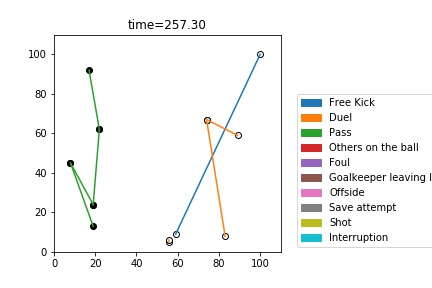 time=257.30
100
80
60
40
20
0
0 20 40 60 80 100
Free Kick
Duel
Pass
Others on the ball
Foul
Goalkeeper leaving l
Offside
Save attempt
Shot
Interruption